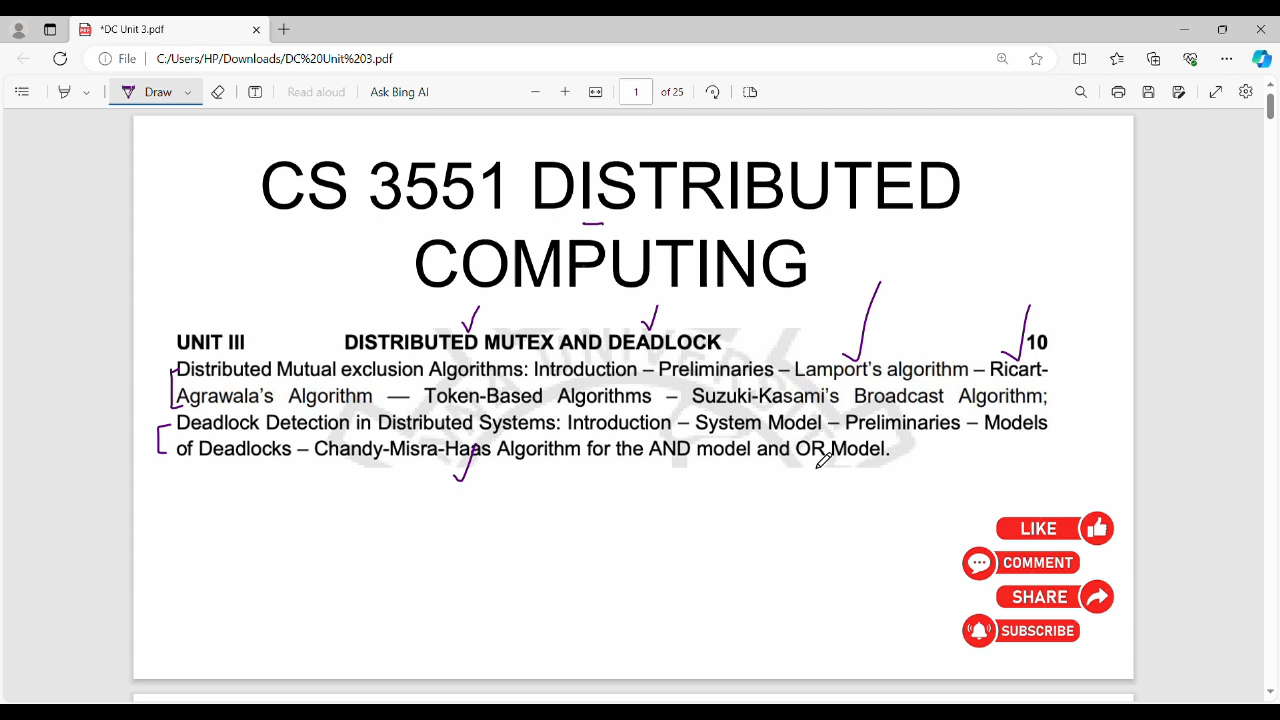 *DC Unit 3.pdf
File C:/Users/HP/Downloads/DC%20Unit%203.pdf
Draw Read aloud Ask Bing AI 1 of 25
CS 3551 DISTRIBUTED
COMPUTING
UNIT III DISTRIBUTED MUTEX AND DEADLOCK 10
Distributed Mutual exclusion Algorithms: Introduction – Preliminaries – Lamport's algorithm – Ricart-
Agrawala's Algorithm –– Token-Based Algorithms – Suzuki-Kasami's Broadcast Algorithm;
Deadlock Detection in Distributed Systems: Introduction – System Model – Preliminaries – Models
of Deadlocks – Chandy-Misra-Haas Algorithm for the AND model and OR Model.
LIKE
COMMENT
SHARE
SUBSCRIBE